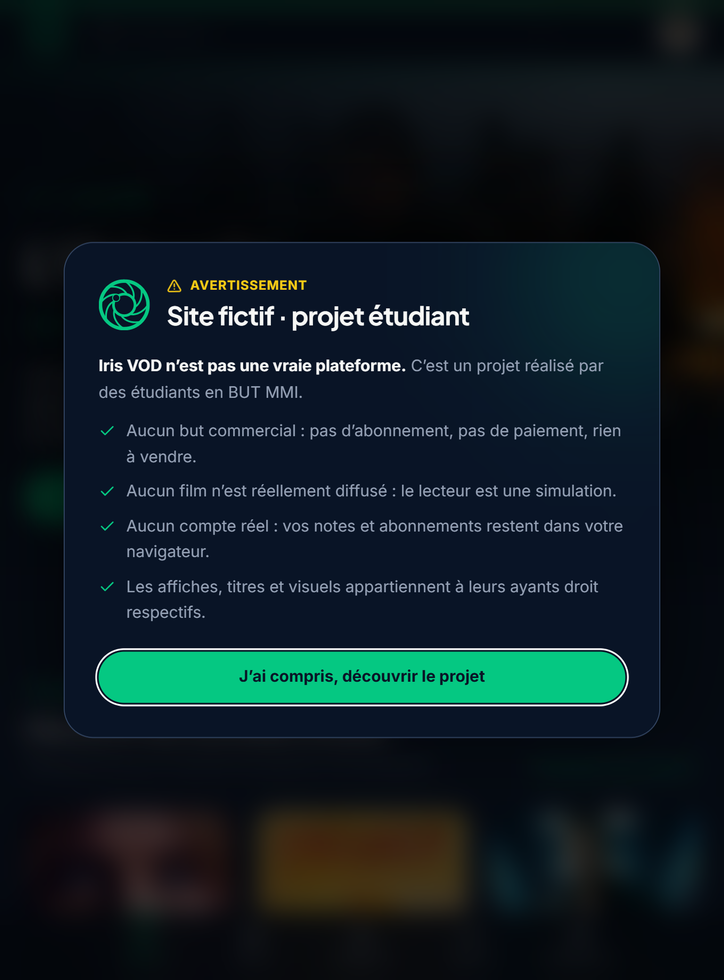 AVERTISSEMENT
Site fictif · projet étudiant
Iris VOD n’est pas une vraie plateforme. C’est un projet réalisé par
des étudiants en BUT MMI.
Aucun but commercial : pas d’abonnement, pas de paiement, rien
à vendre.
Aucun film n’est réellement diffusé : le lecteur est une simulation.
Aucun compte réel : vos notes et abonnements restent dans votre
navigateur.
Les affiches, titres et visuels appartiennent à leurs ayants droit
respectifs.
J’ai compris, découvrir le projet